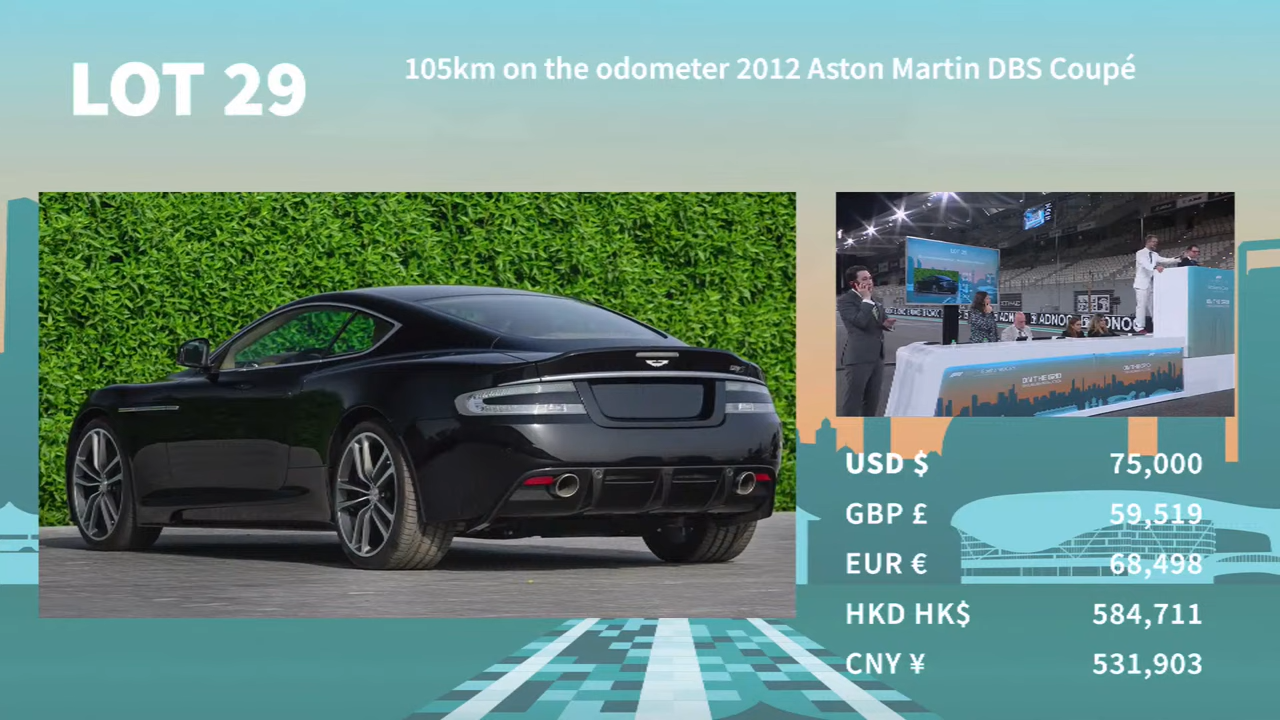 LOT 29
105km on the odometer 2012 Aston Martin DBS Coupé
USD $ 75,000
GBP £ 59,519
EUR € 68,498
HKD HK$ 584,711
CNY ¥ 531,903
ADNOC